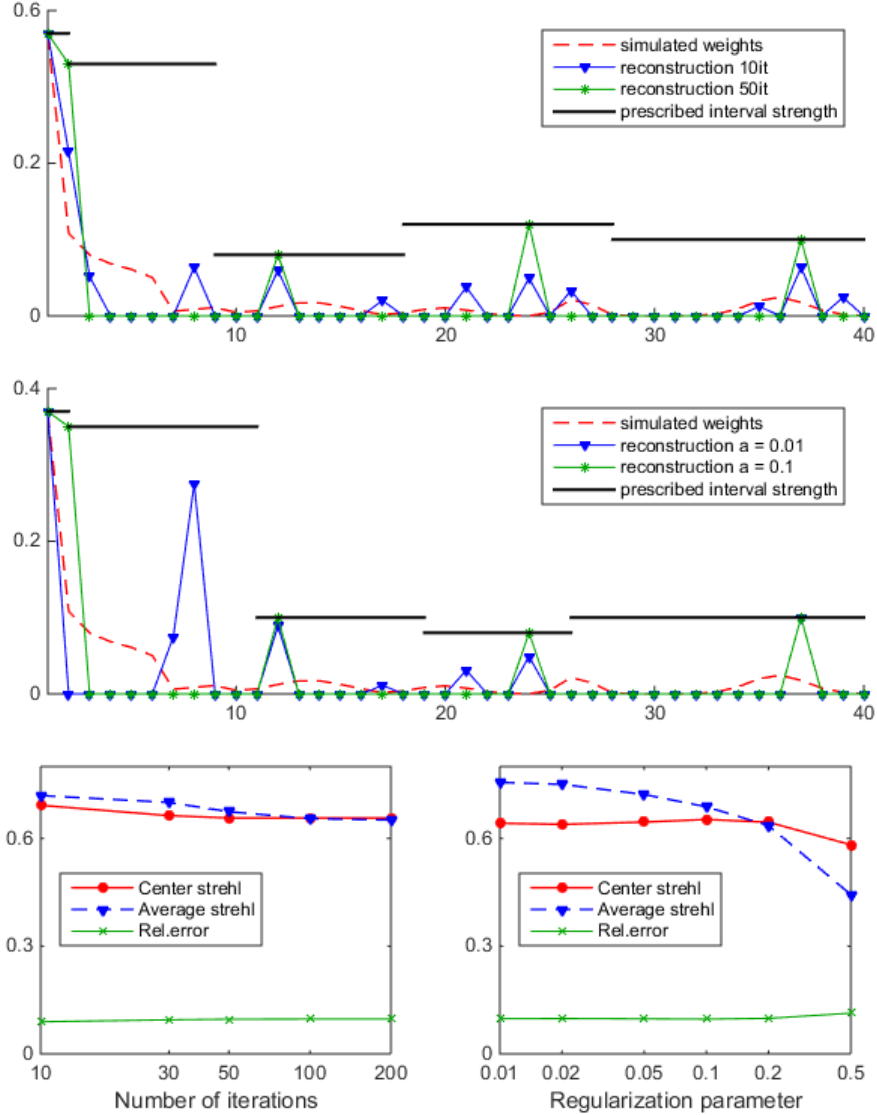 0.6
simulated weights
reconstruction 10it
reconstruction 50it
prescribed interval strength
0.2
0
10
20
30
40
0.4
simulated weights
reconstruction a = 0.01
reconstruction a = 0.1
prescribed interval strength
0.2
0
10
20
30
40
0.6
Center strehl
Average strehl
Rel.error
0.3
0
10
30
50
100
200
Number of iterations
0.6
Center strehl
Average strehl
Rel.error
0.3
0
0.01
0.02
0.05
0.1
0.2
0.5
Regularization parameter